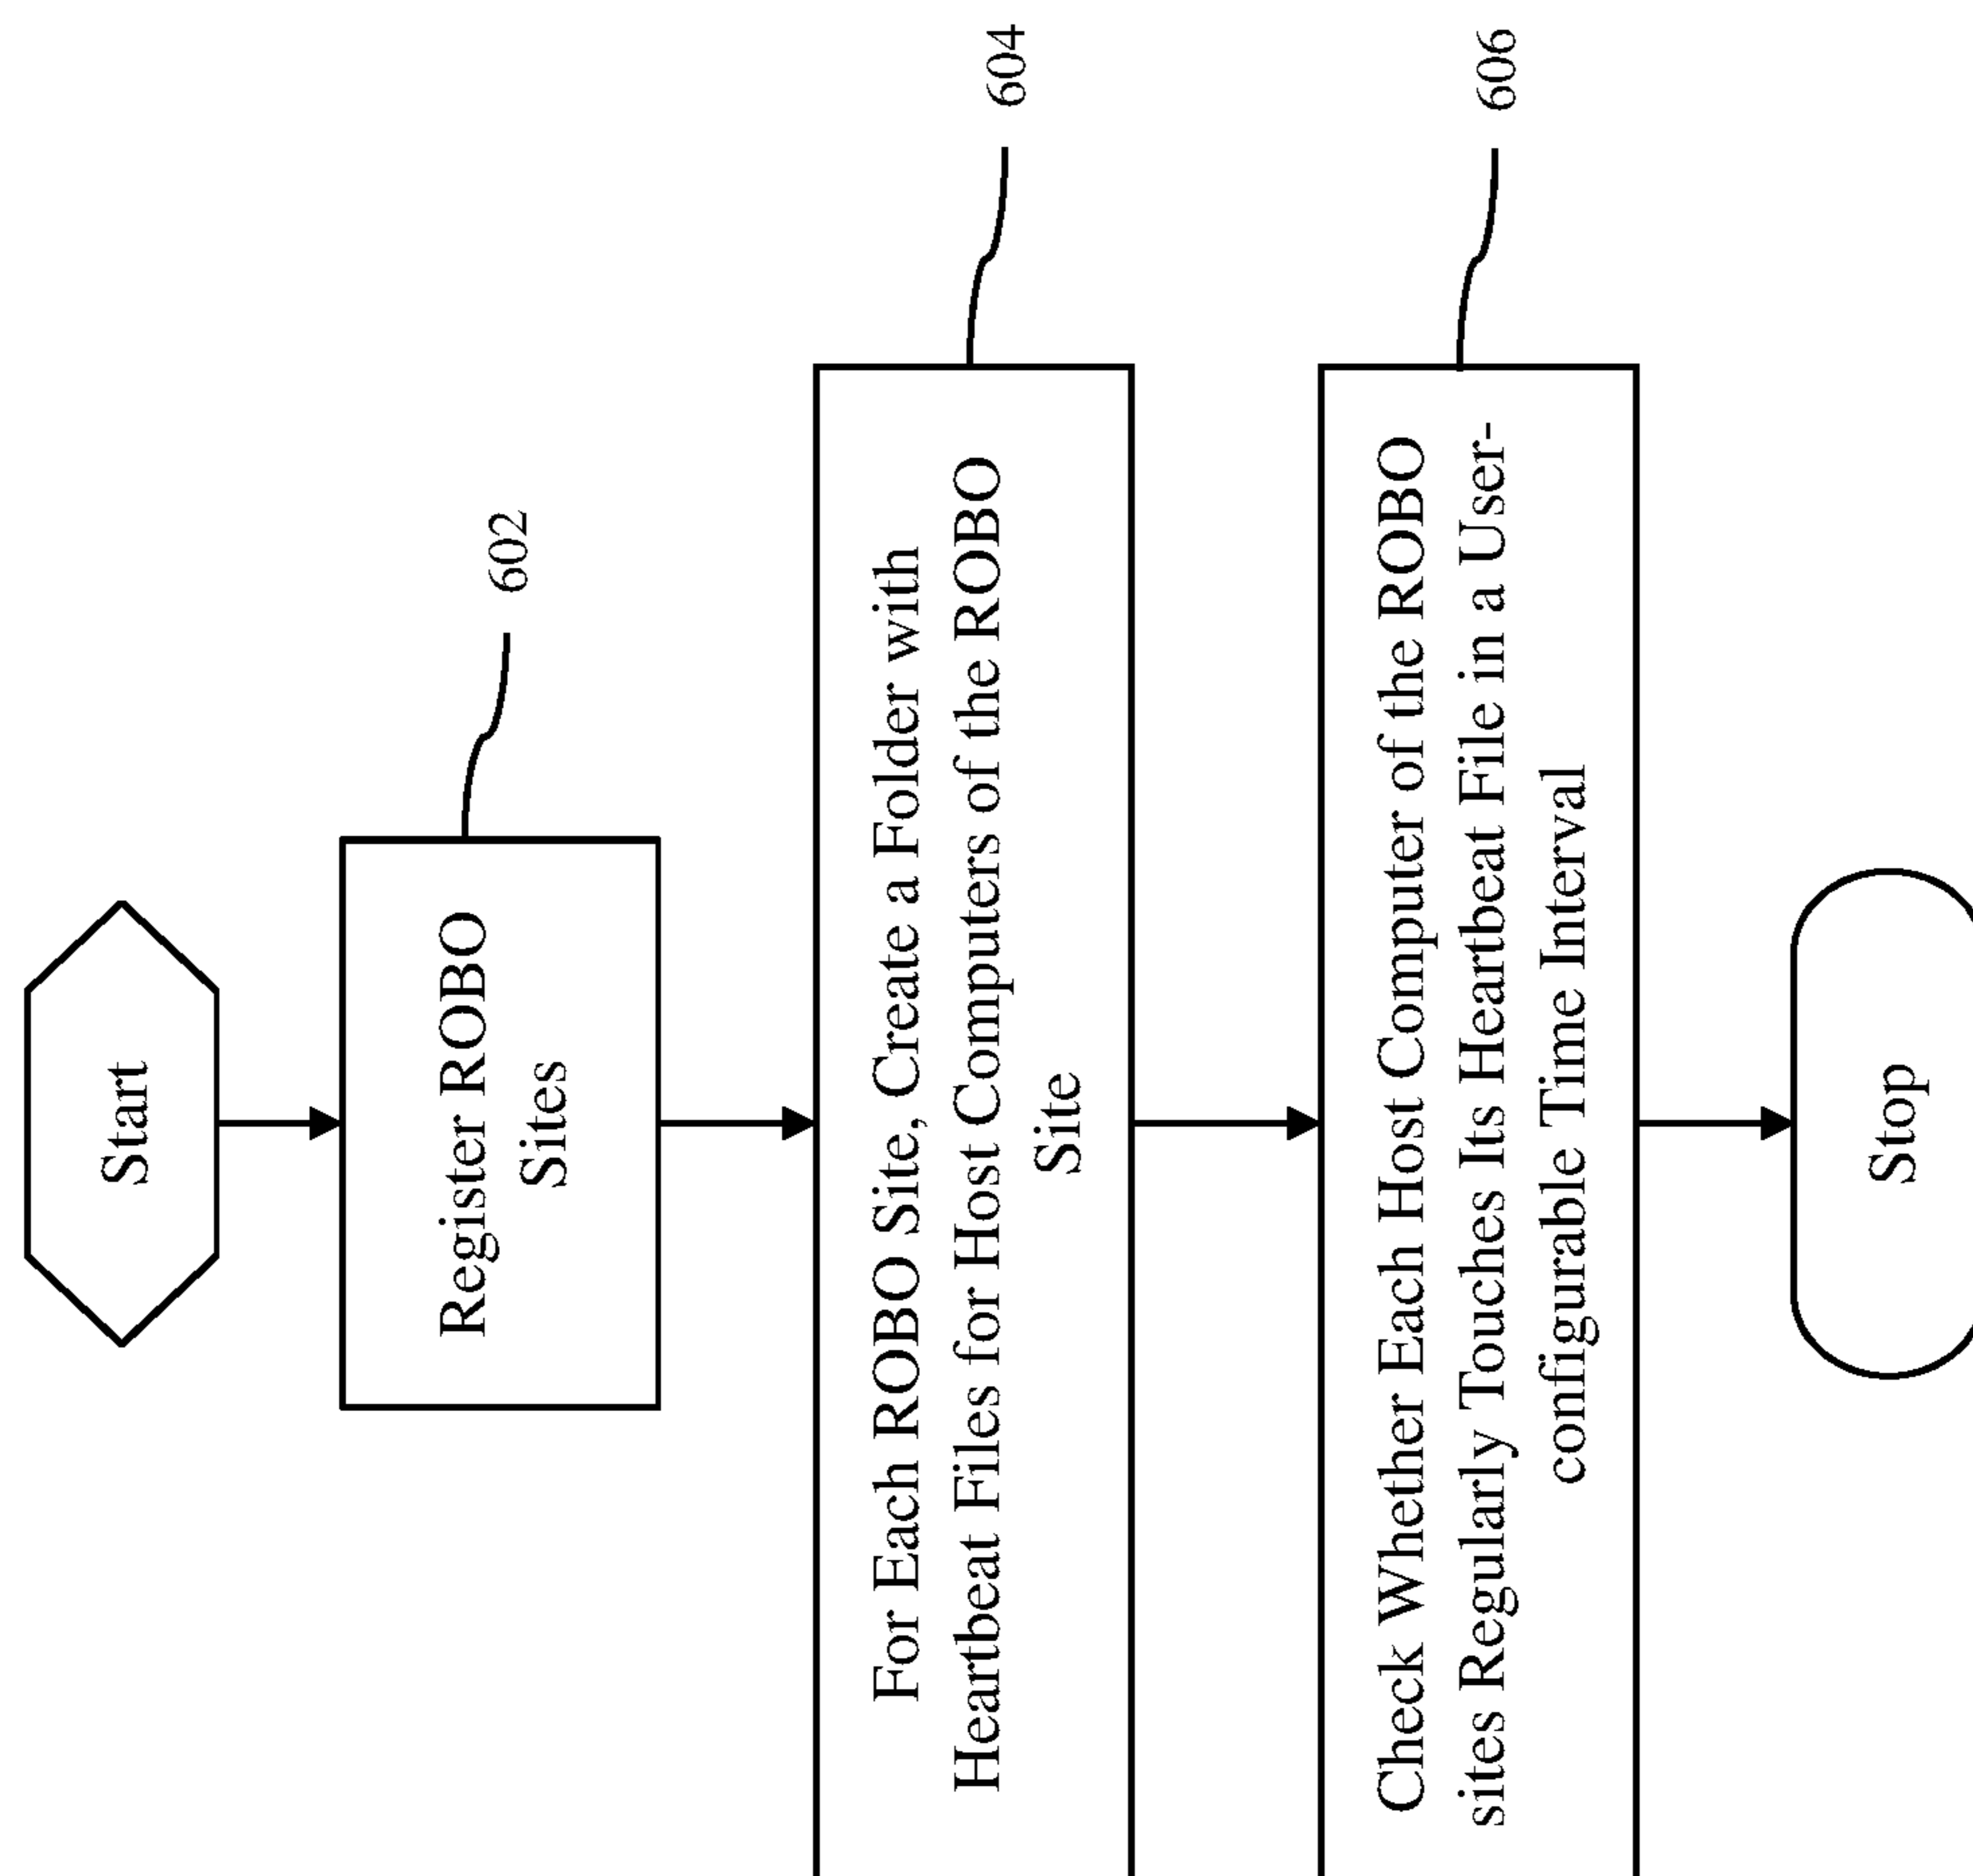 Start
Register ROBO
Sites
602
For Each ROBO Site, Create a Folder with
Heartbeat Files for Host Computers of the ROBO
Site
604
Check Whether Each Host Computer of the ROBO
sites Regularly Touches Its Heartbeat File in a User-
configurable Time Interval
606
Stop